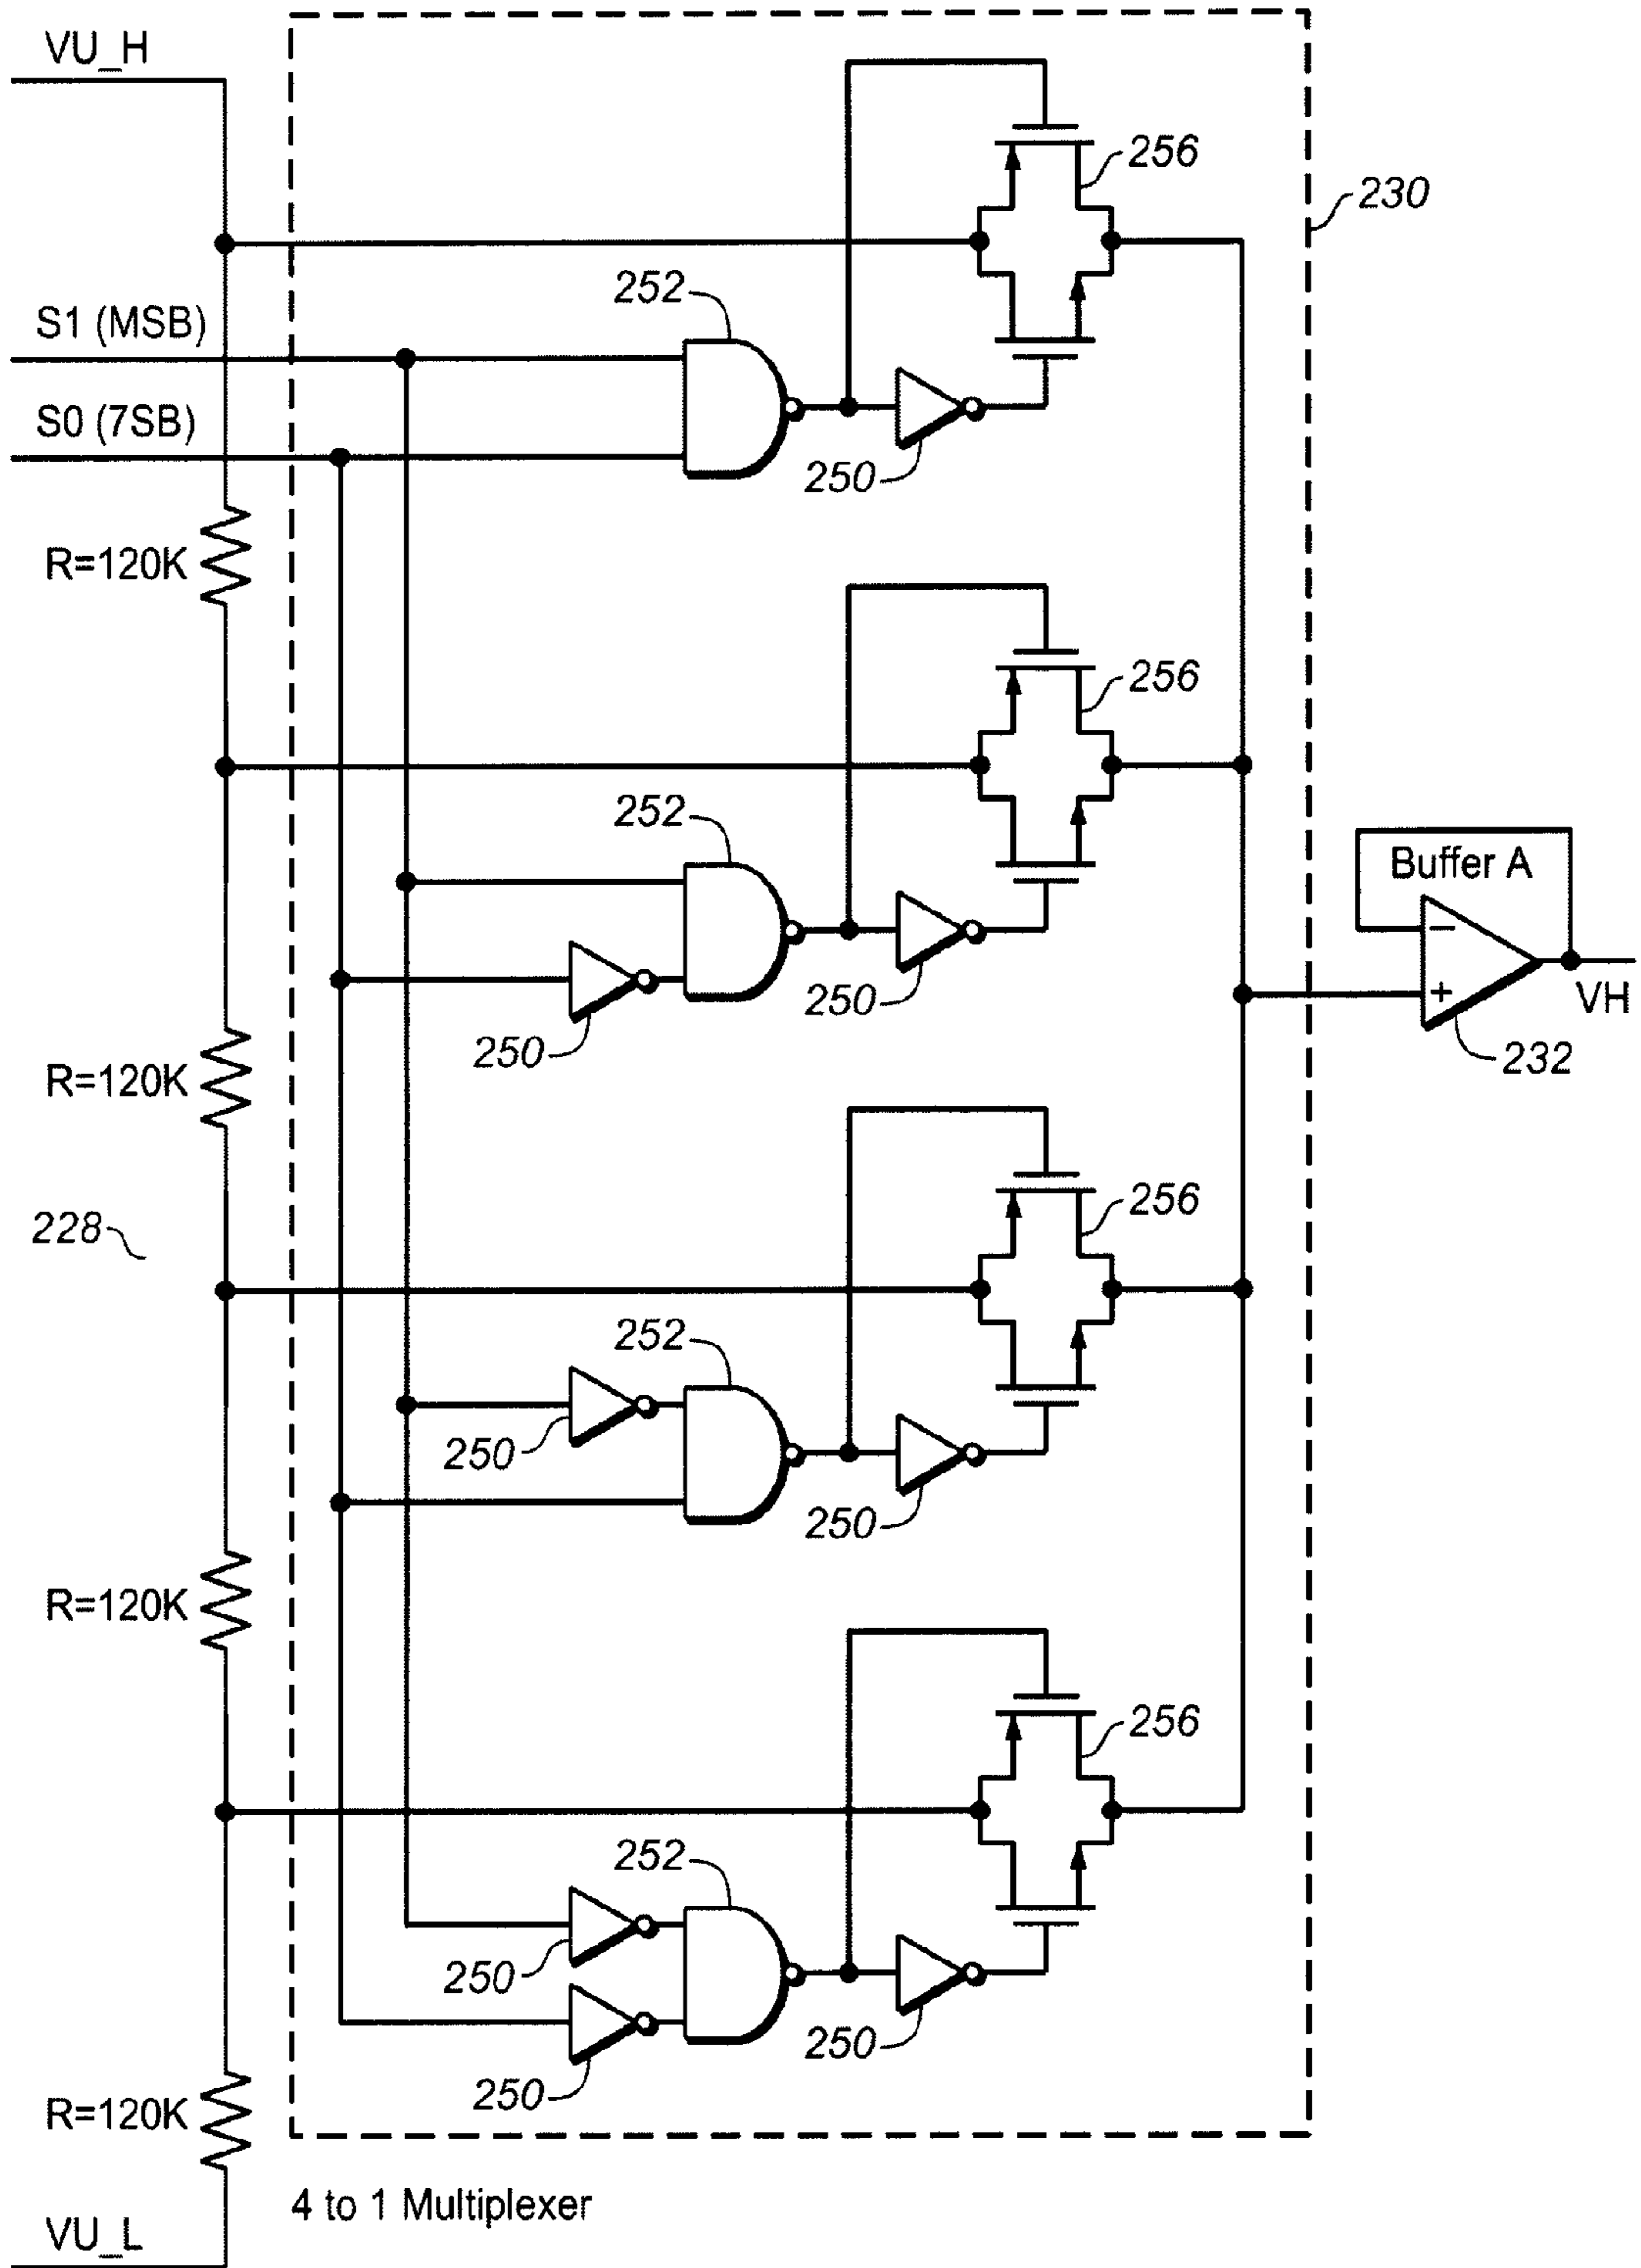 VU_H
256
230
252
S1 (MSB)
S0 (7SB)
250
R=120K
256
252
Buffer A
−
+
VH
250
250
232
R=120K
256
228
252
250
250
R=120K
256
252
250
250
250
R=120K
4 to 1 Multiplexer
VU_L